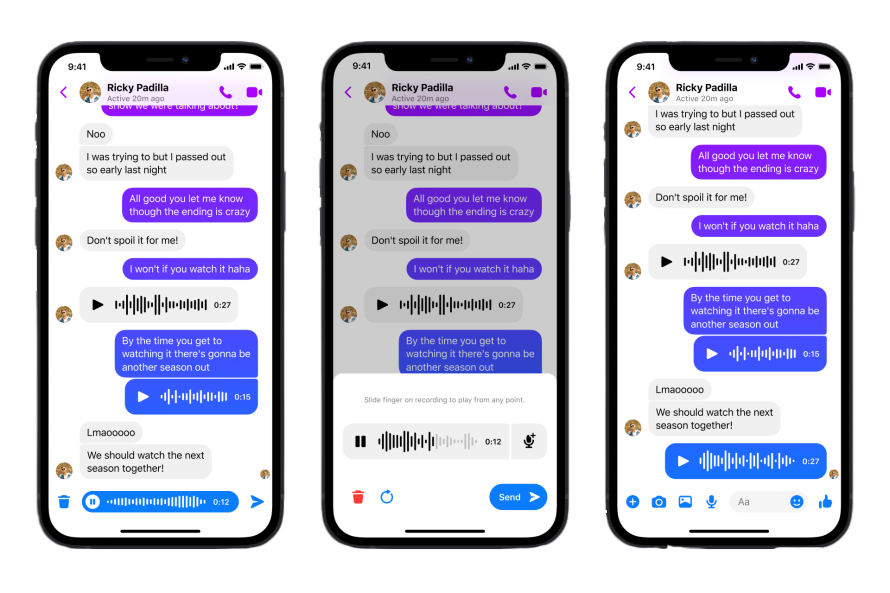 9:41
Ricky Padilla
Active 20m ago
show we were talking about?
Noo
I was trying to but I passed out
so early last night
All good you let me know
though the ending is crazy
Don't spoil it for me!
I won't if you watch it haha
0:27
By the time you get to
watching it there's gonna be
another season out
0:15
Lmaooooo
We should watch the next
season together!
0:12
9:41
Ricky Padilla
Active 20m ago
show we were talking about?
Noo
I was trying to but I passed out
so early last night
All good you let me know
though the ending is crazy
Don't spoil it for me!
I won't if you watch it haha
0:27
By the time you get to
watching it there's gonna be
another season out
Slide finger on recording to play from any point.
0:12
Send
9:41
Ricky Padilla
Active 20m ago
I was trying to but I passed out
so early last night
All good you let me know
though the ending is crazy
Don't spoil it for me!
I won't if you watch it haha
0:27
By the time you get to
watching it there's gonna be
another season out
0:15
Lmaooooo
We should watch the next
season together!
0:27
Aa